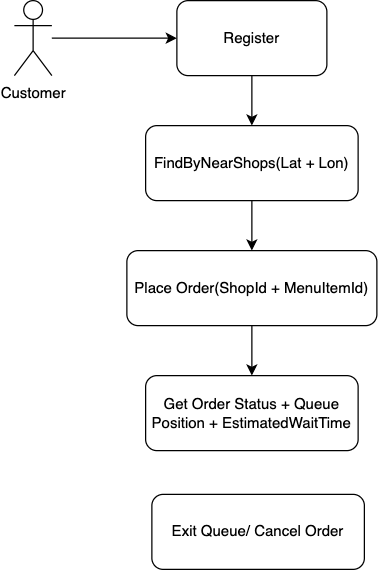 Register
Customer
FindByNearShops(Lat + Lon)
Place Order(ShopId + MenuItemId)
Get Order Status + Queue
Position + EstimatedWaitTime
Exit Queue/ Cancel Order